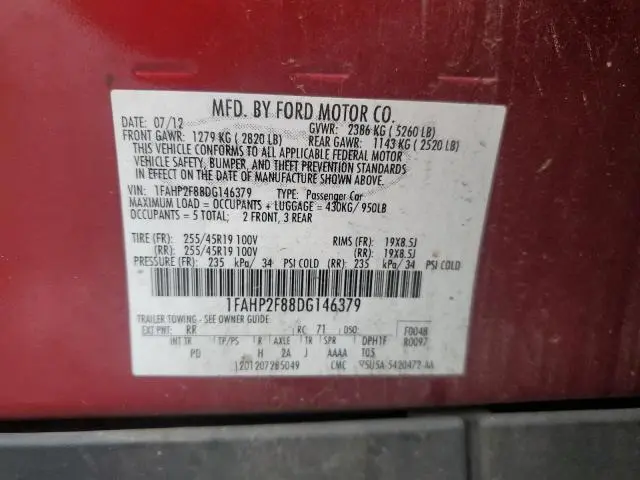 MFD. BY FORD MOTOR CO.
DATE: 07/12 GVWR: 2386 KG ( 5260 LB)
FRONT GAWR: 1279 KG ( 2820 LB) REAR GAWR: 1143 KG ( 2520 LB)
THIS VEHICLE CONFORMS TO ALL APPLICABLE FEDERAL MOTOR
VEHICLE SAFETY, BUMPER, AND THEFT PREVENTION STANDARDS
IN EFFECT ON THE DATE OF MANUFACTURE SHOWN ABOVE.
VIN: 1FAHP2F88DG146379 TYPE: Passenger Car
MAXIMUM LOAD = OCCUPANTS + LUGGAGE = 430KG/ 950LB
OCCUPANTS = 5 TOTAL; 2 FRONT, 3 REAR
TIRE (FR): 255/45R19 100V RIMS (FR): 19X8.5J
(RR): 255/45R19 100V (RR): 19X8.5J
PRESSURE (FR): 235 kPa/ 34 PSI COLD (RR): 235 kPa/ 34 PSI COLD
1FAHP2F88DG146379
TRAILER TOWING - SEE OWNER GUIDE
EXT PNT: RR RC: 71 DSO: F0048
INT TR TP/PS R AXLE TR SPR DPH1F R0097
PD H 2A J AAAA T05
1201207285049 CMC 5U5A 5420472-AA